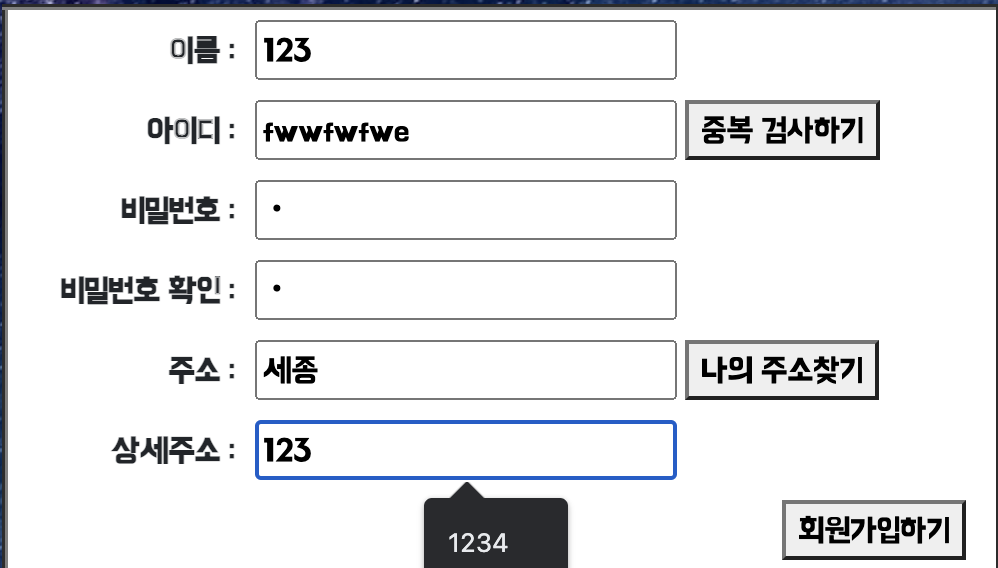 이름 : 123
아이디 : fwwfwfwe 중복 검사하기
비밀번호 : •
비밀번호 확인 : •
주소 : 세종 나의 주소찾기
상세주소 : 123
1234
회원가입하기